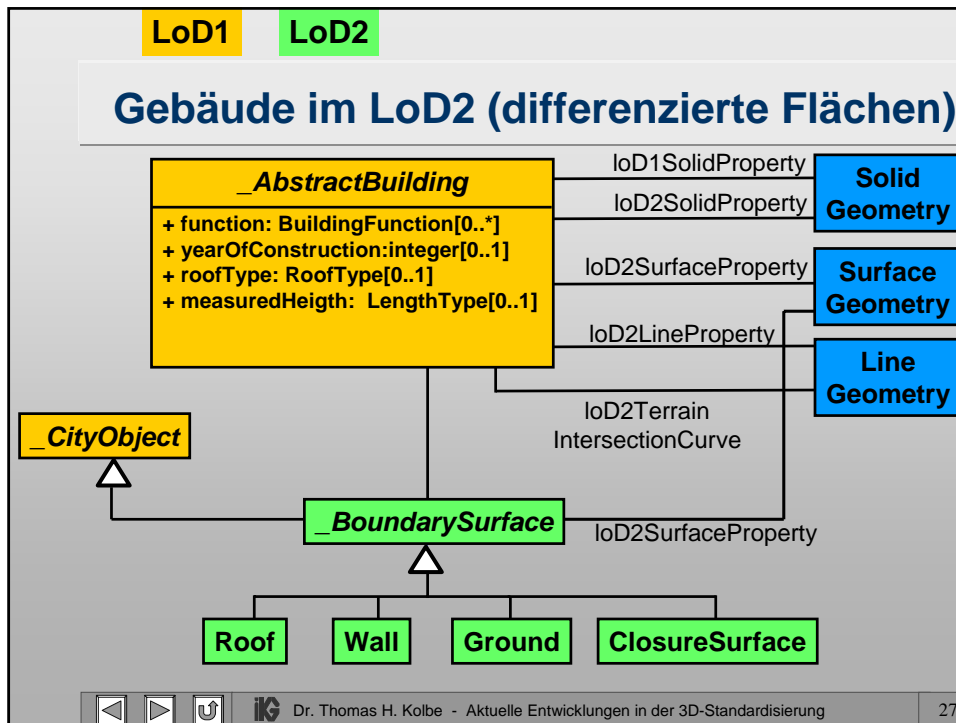 LoD1
LoD2
Gebäude im LoD2 (differenzierte Flächen)
_AbstractBuilding
+ function: BuildingFunction[0..*]
+ yearOfConstruction:integer[0..1]
+ roofType: RoofType[0..1]
+ measuredHeigth: LengthType[0..1]
loD1SolidProperty
loD2SolidProperty
Solid
Geometry
loD2SurfaceProperty
Surface
Geometry
loD2LineProperty
Line
Geometry
loD2Terrain
IntersectionCurve
_CityObject
_BoundarySurface
loD2SurfaceProperty
Roof
Wall
Ground
ClosureSurface
iKG
Dr. Thomas H. Kolbe - Aktuelle Entwicklungen in der 3D-Standardisierung
27